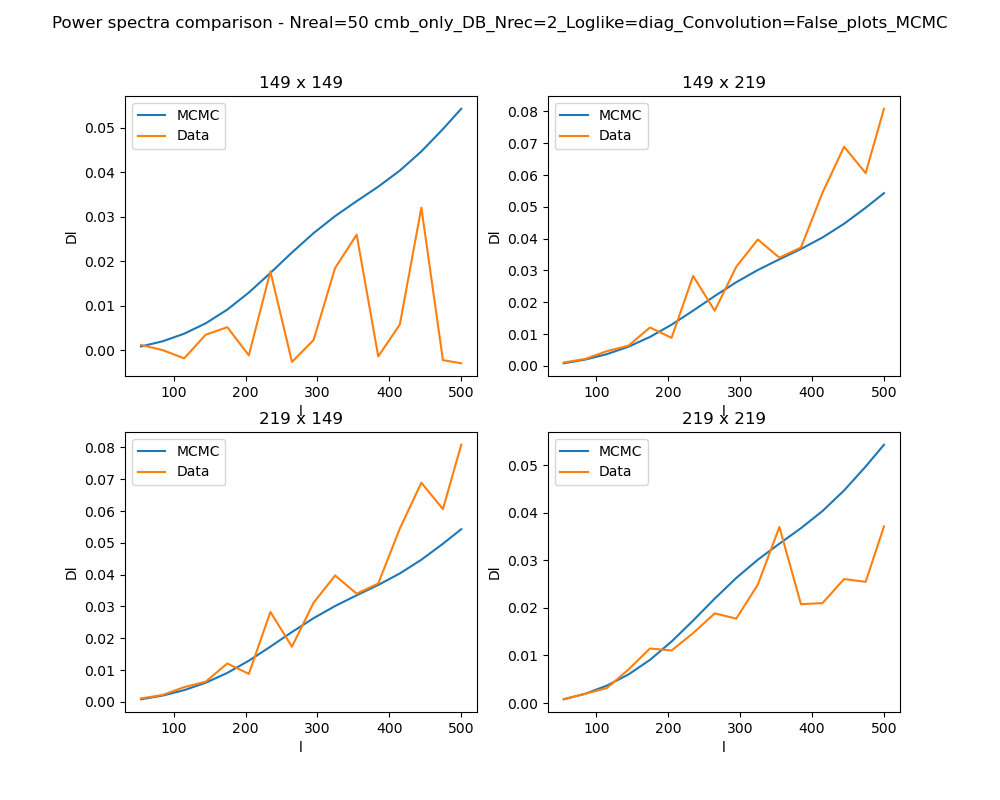 Power spectra comparison - Nreal=50 cmb_only_DB_Nrec=2_Loglike=diag_Convolution=False_plots_MCMC
149 x 149
MCMC
Data
0.05
0.04
0.03
0.02
0.01
0.00
Dl
100 200 300 400 500
l
149 x 219
MCMC
Data
0.08
0.07
0.06
0.05
0.04
0.03
0.02
0.01
0.00
Dl
100 200 300 400 500
l
219 x 149
MCMC
Data
0.08
0.07
0.06
0.05
0.04
0.03
0.02
0.01
0.00
Dl
100 200 300 400 500
l
219 x 219
MCMC
Data
0.05
0.04
0.03
0.02
0.01
0.00
Dl
100 200 300 400 500
l